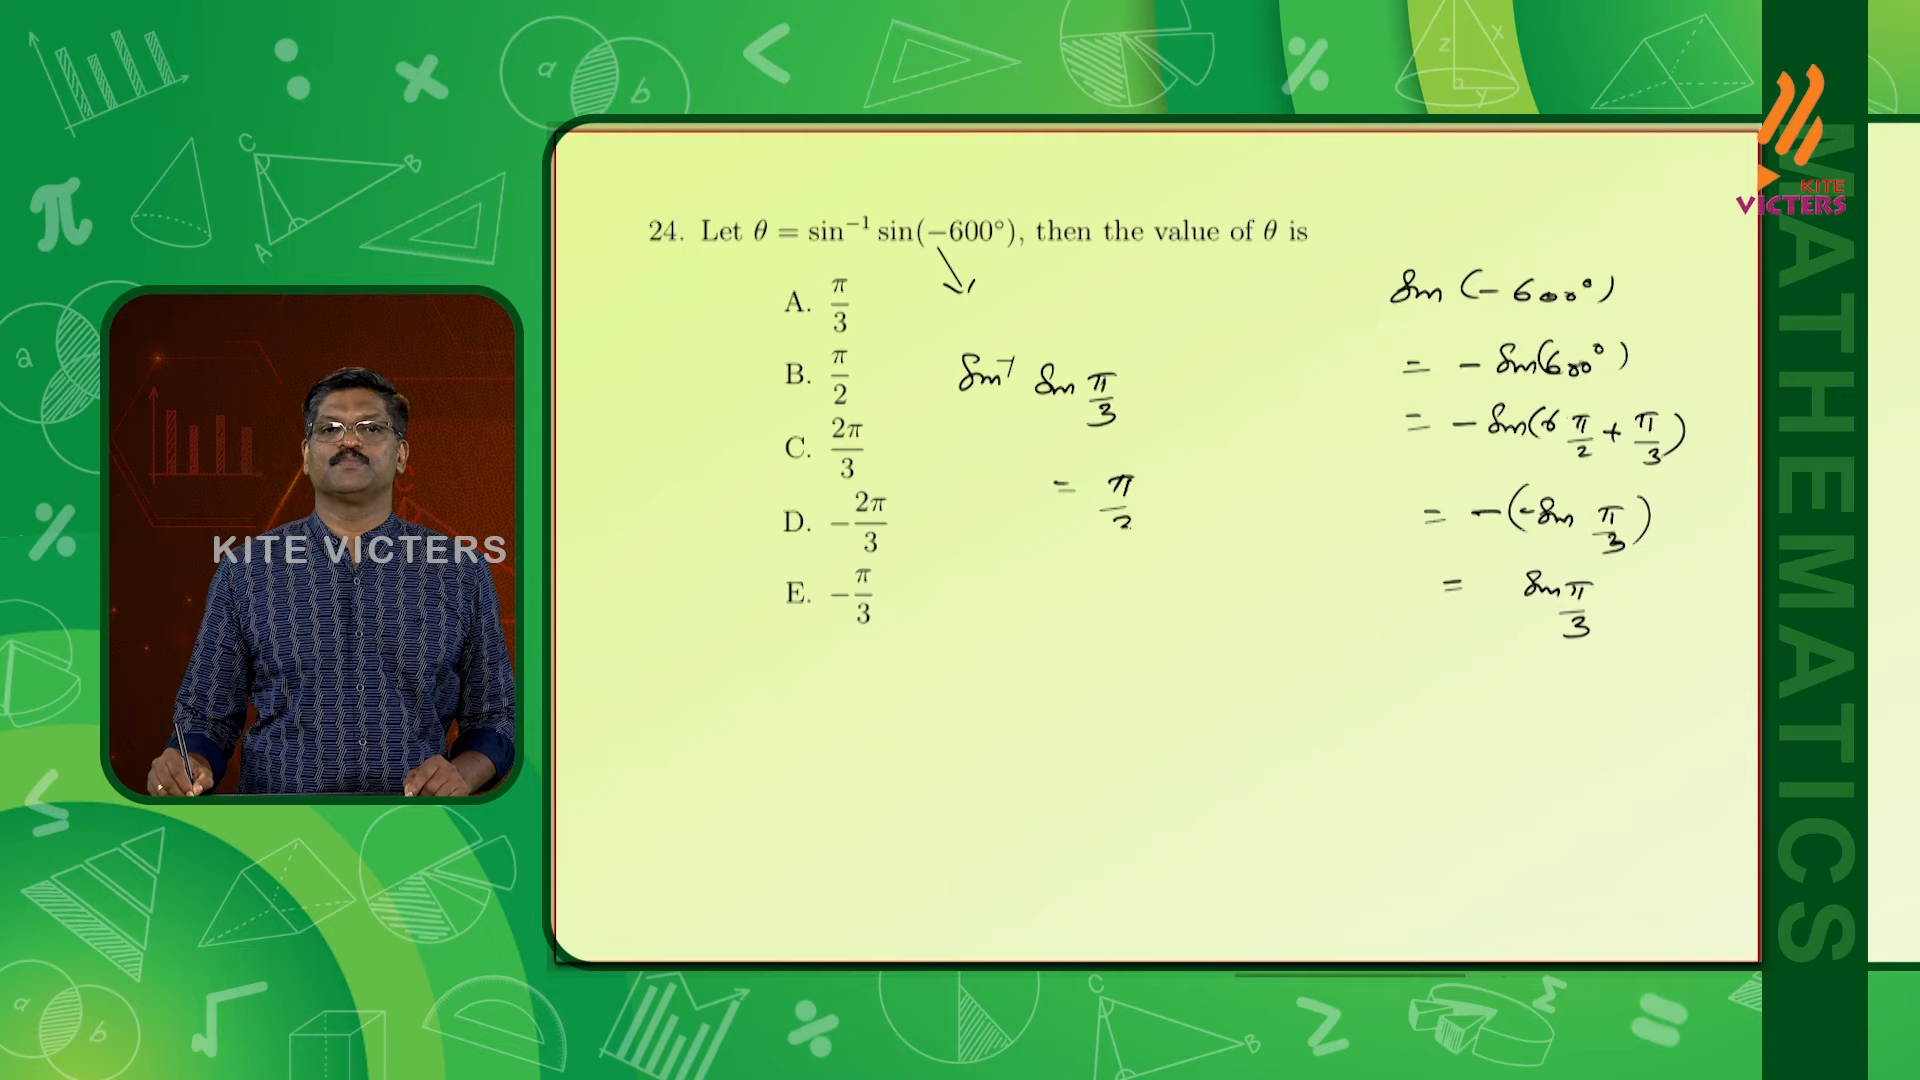 24. Let θ = sin⁻¹ sin(−600°), then the value of θ is
A. π/3
B. π/2
C. 2π/3
D. −2π/3
E. −π/3
sin⁻¹ sin π/3
= π/3
sin (−600°)
= − sin(600°)
= − sin(6 π/2 + π/3)
= −(−sin π/3)
= sin π/3
KITE VICTERS
KITE
VICTERS
MATHEMATICS
a
b
C
B
A
π
a
Z
X
y
a
b
C
B